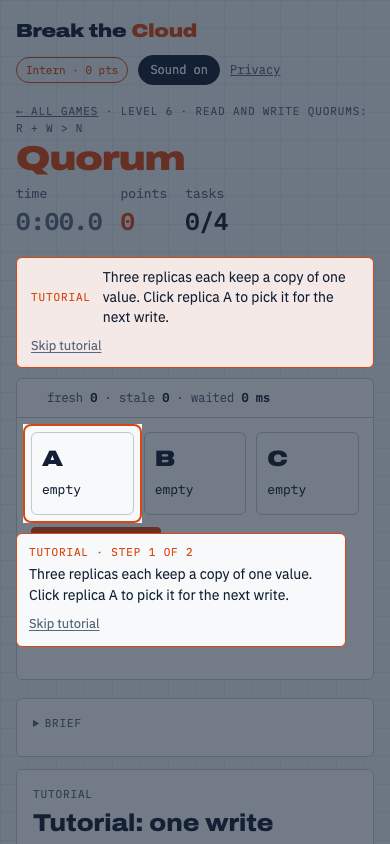 Break the Cloud
Intern · 0 pts
Sound on
Privacy
← ALL GAMES · LEVEL 6 · READ AND WRITE QUORUMS:
R + W > N
Quorum
time points tasks
0:00.0 0 0/4
TUTORIAL
Three replicas each keep a copy of one
value. Click replica A to pick it for the
next write.
Skip tutorial
fresh 0 · stale 0 · waited 0 ms
A B C
empty empty empty
TUTORIAL · STEP 1 OF 2
Three replicas each keep a copy of one value.
Click replica A to pick it for the next write.
Skip tutorial
▶ BRIEF
TUTORIAL
Tutorial: one write